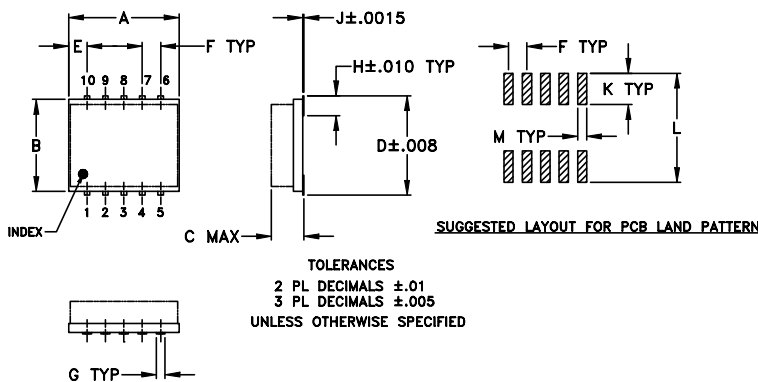 A
J±.0015
E
F TYP
F TYP
10 9 8 7 6
H±.010 TYP
K TYP
B
D±.008
M TYP
L
1 2 3 4 5
INDEX
C MAX
SUGGESTED LAYOUT FOR PCB LAND PATTERN
TOLERANCES
2 PL DECIMALS ±.01
3 PL DECIMALS ±.005
UNLESS OTHERWISE SPECIFIED
G TYP